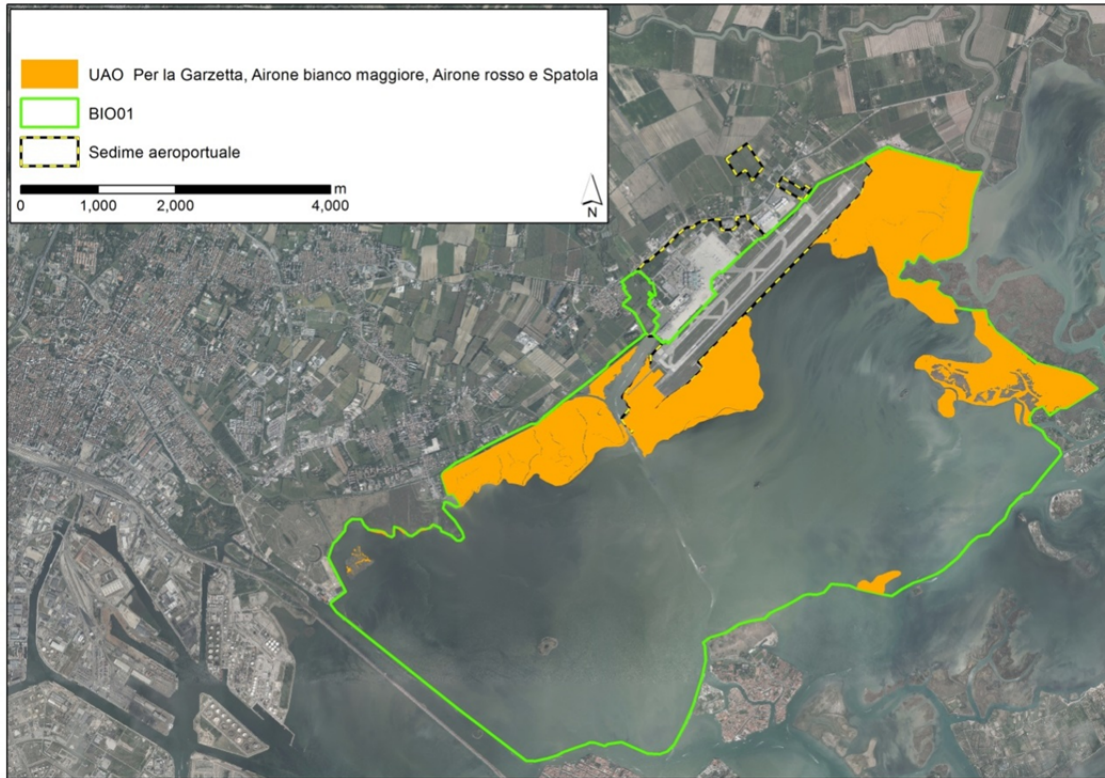 UAO Per la Garzetta, Airone bianco maggiore, Airone rosso e Spatola
BIO01
Sedime aeroportuale
m
0 1,000 2,000 4,000
N